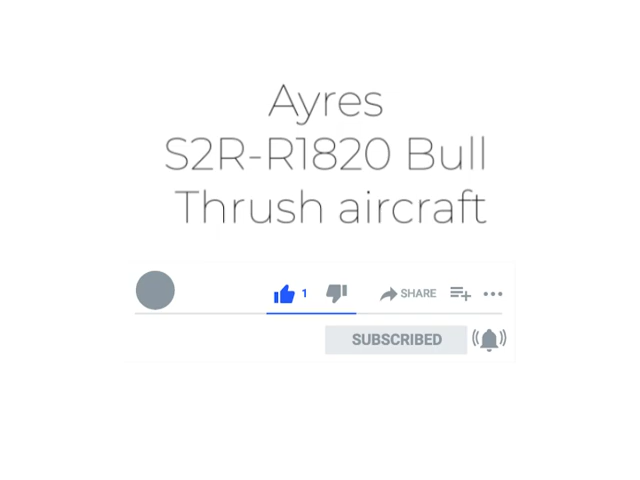 Ayres
S2R-R1820 Bull
Thrush aircraft
1 SHARE
SUBSCRIBED